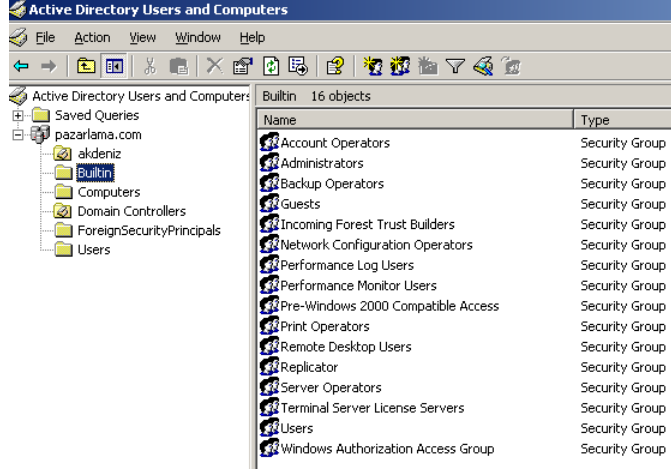 Active Directory Users and Computers
File Action View Window Help
Active Directory Users and Computers
Saved Queries
pazarlama.com
akdeniz
Builtin
Computers
Domain Controllers
ForeignSecurityPrincipals
Users
Builtin 16 objects
Name Type
Account Operators Security Group
Administrators Security Group
Backup Operators Security Group
Guests Security Group
Incoming Forest Trust Builders Security Group
Network Configuration Operators Security Group
Performance Log Users Security Group
Performance Monitor Users Security Group
Pre-Windows 2000 Compatible Access Security Group
Print Operators Security Group
Remote Desktop Users Security Group
Replicator Security Group
Server Operators Security Group
Terminal Server License Servers Security Group
Users Security Group
Windows Authorization Access Group Security Group